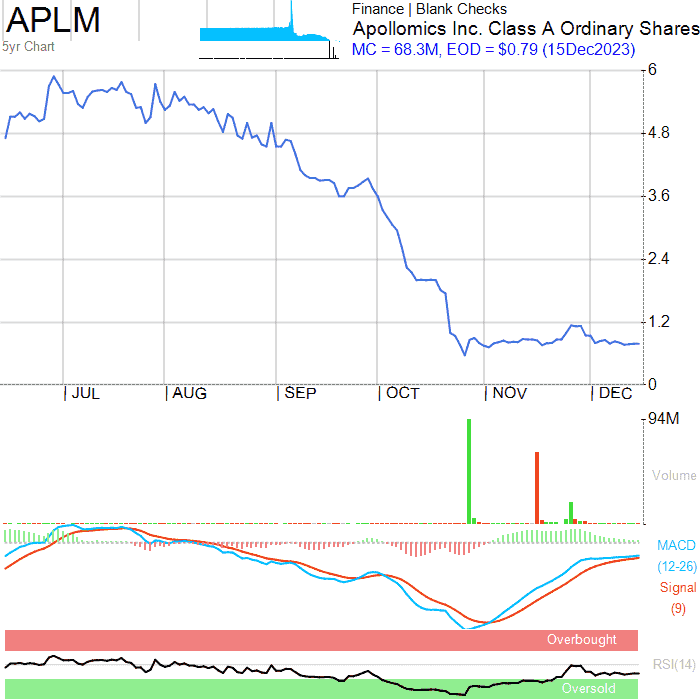 APLM
5yr Chart
Finance | Blank Checks
Apollomics Inc. Class A Ordinary Shares
MC = 68.3M, EOD = $0.79 (15Dec2023)
6
4.8
3.6
2.4
1.2
0
JUL AUG SEP OCT NOV DEC
94M
Volume
MACD
(12-26)
Signal
(9)
Overbought
RSI(14)
Oversold